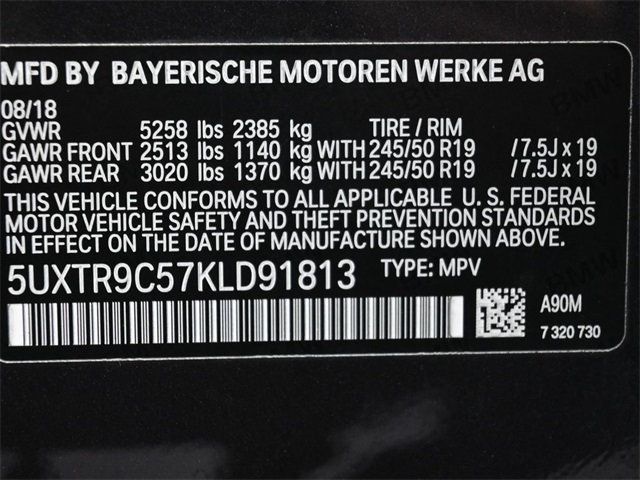 MFD BY BAYERISCHE MOTOREN WERKE AG
08/18
GVWR 5258 lbs 2385 kg TIRE / RIM
GAWR FRONT 2513 lbs 1140 kg WITH 245/50 R19 /7.5J x 19
GAWR REAR 3020 lbs 1370 kg WITH 245/50 R19 /7.5J x 19
THIS VEHICLE CONFORMS TO ALL APPLICABLE U. S. FEDERAL
MOTOR VEHICLE SAFETY AND THEFT PREVENTION STANDARDS
IN EFFECT ON THE DATE OF MANUFACTURE SHOWN ABOVE.
5UXTR9C57KLD91813 TYPE: MPV
A90M
7 320 730